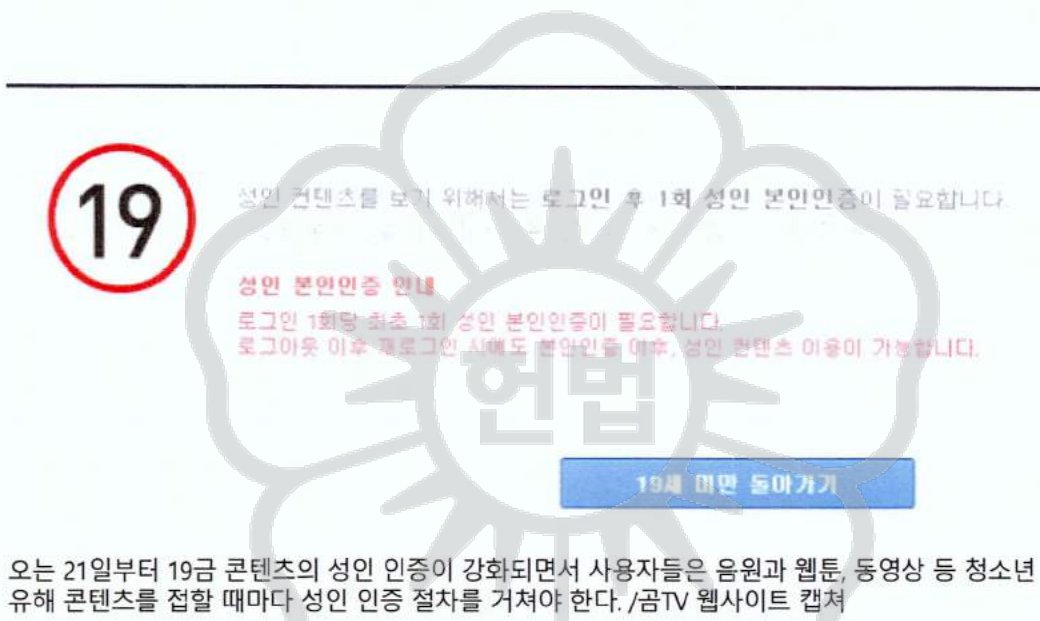 19
성인 컨텐츠를 보기 위해서는 로그인 후 1회 성인 본인인증이 필요합니다.
성인 본인인증 안내
로그인 1회당 최초 1회 성인 본인인증이 필요합니다.
로그아웃 이후 재로그인 시에도 본인인증 이후, 성인 컨텐츠 이용이 가능합니다.
헌법
19세 미만 돌아가기
오는 21일부터 19금 콘텐츠의 성인 인증이 강화되면서 사용자들은 음원과 웹툰, 동영상 등 청소년
유해 콘텐츠를 접할 때마다 성인 인증 절차를 거쳐야 한다. /곰TV 웹사이트 캡쳐